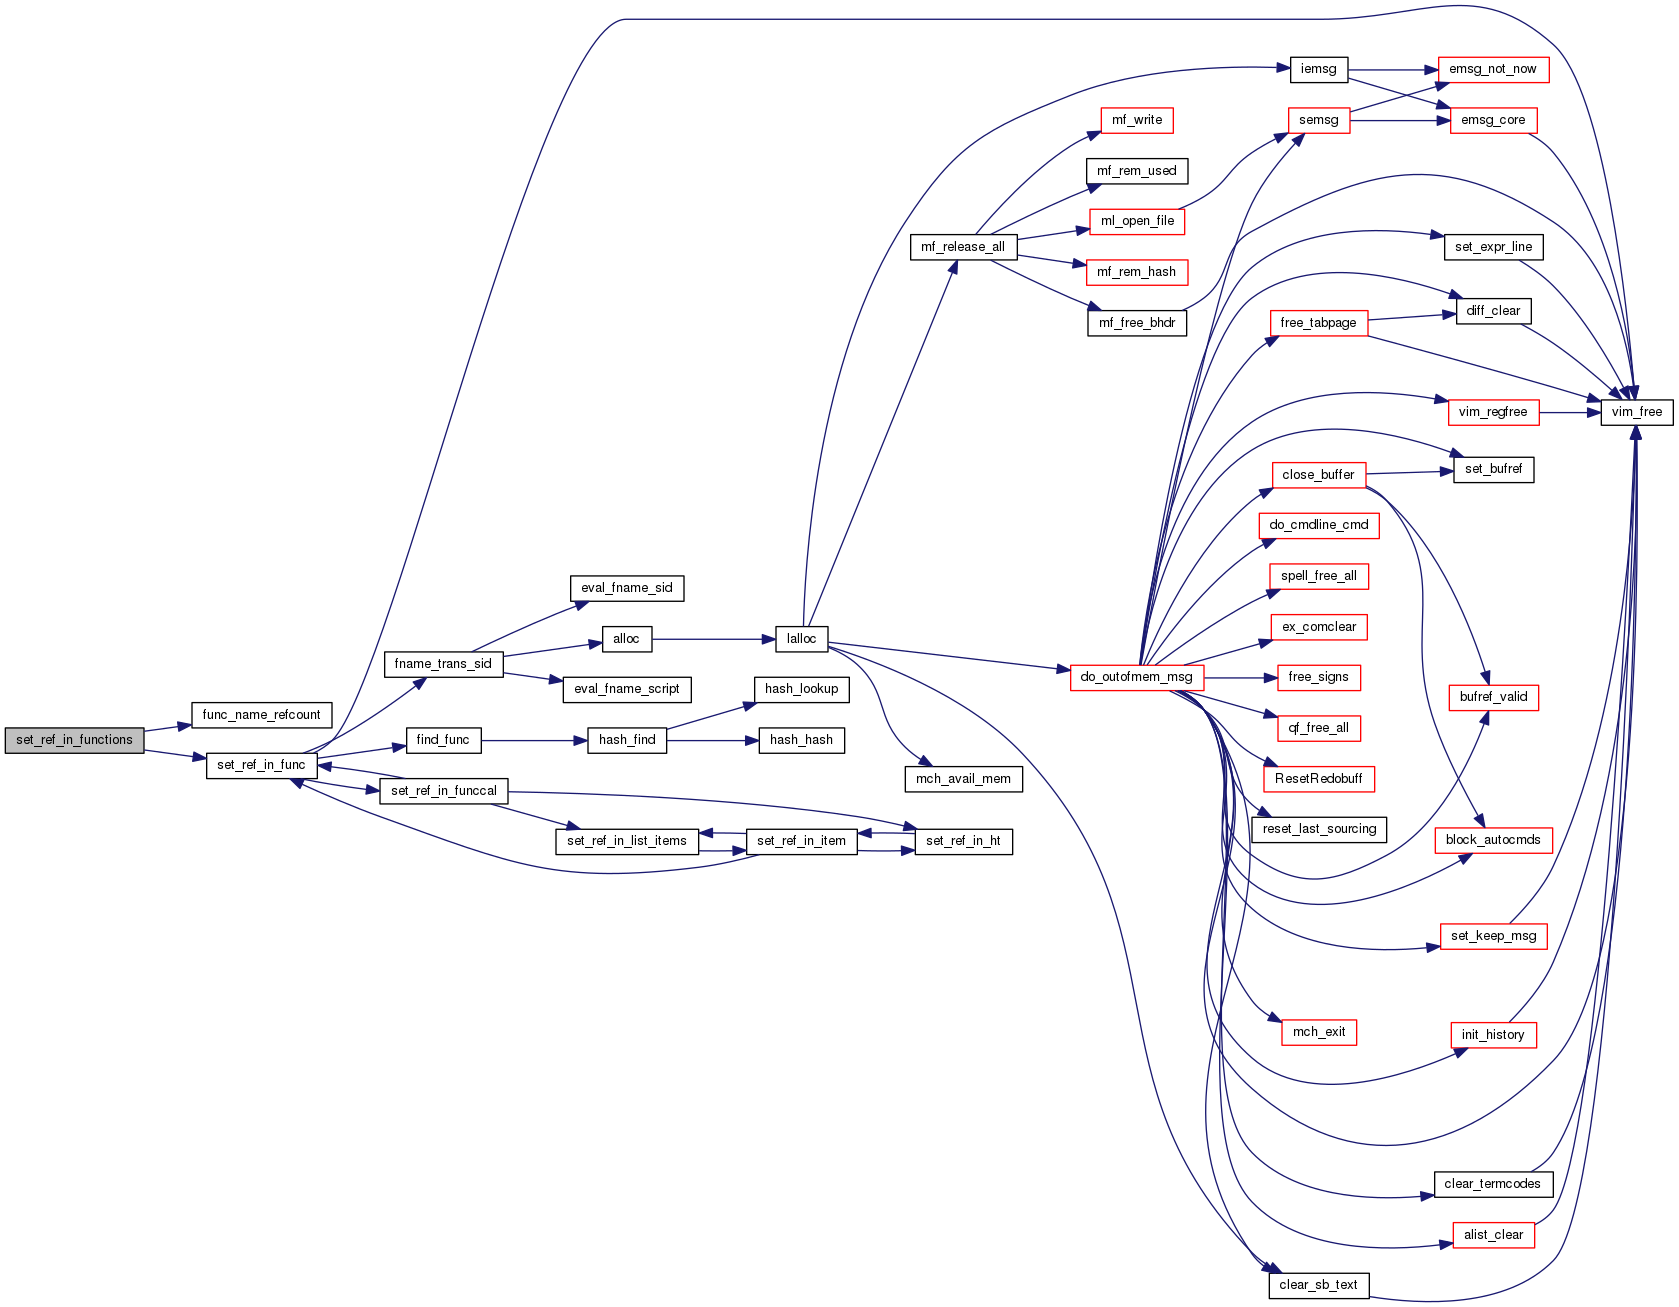 set_ref_in_functions
func_name_refcount
set_ref_in_func
fname_trans_sid
find_func
set_ref_in_funccal
eval_fname_sid
alloc
eval_fname_script
hash_find
set_ref_in_list_items
hash_lookup
hash_hash
set_ref_in_item
lalloc
set_ref_in_ht
mch_avail_mem
mf_release_all
mf_write
mf_rem_used
ml_open_file
mf_rem_hash
mf_free_bhdr
do_outofmem_msg
iemsg
semsg
free_tabpage
close_buffer
do_cmdline_cmd
spell_free_all
ex_comclear
free_signs
qf_free_all
ResetRedobuff
reset_last_sourcing
mch_exit
clear_sb_text
emsg_not_now
emsg_core
set_expr_line
diff_clear
vim_regfree
set_bufref
bufref_valid
block_autocmds
set_keep_msg
init_history
clear_termcodes
alist_clear
vim_free